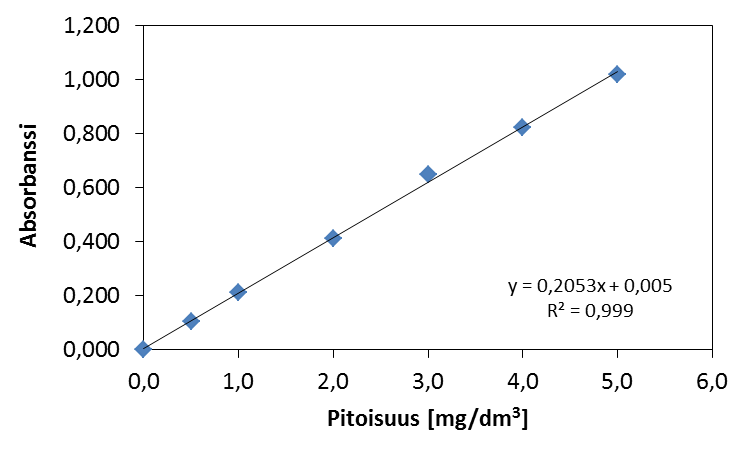 1,200
1,000
0,800
0,600
0,400
0,200
0,000
Absorbanssi
y = 0,2053x + 0,005
R² = 0,999
0,0 1,0 2,0 3,0 4,0 5,0 6,0
Pitoisuus [mg/dm³]